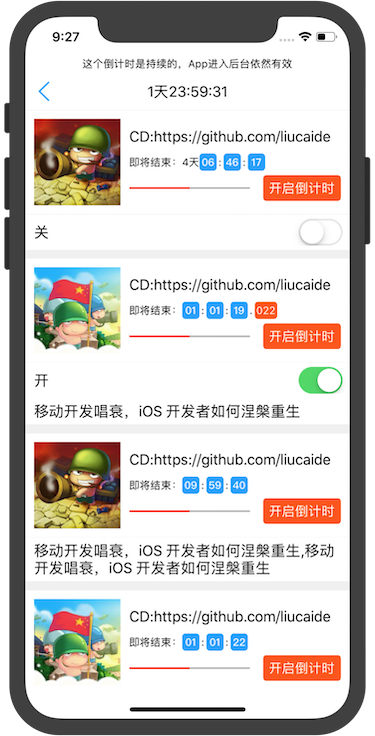 9:27
这个倒计时是持续的，App进入后台依然有效
1天23:59:31
CD:https://github.com/liucaide
即将结束：4天06:46:17
开启倒计时
关
CD:https://github.com/liucaide
即将结束：01:01:19.022
开启倒计时
开
移动开发唱衰，iOS 开发者如何涅槃重生
CD:https://github.com/liucaide
即将结束：09:59:40
开启倒计时
移动开发唱衰，iOS 开发者如何涅槃重生,移动
开发唱衰，iOS 开发者如何涅槃重生
CD:https://github.com/liucaide
即将结束：01:01:22
开启倒计时